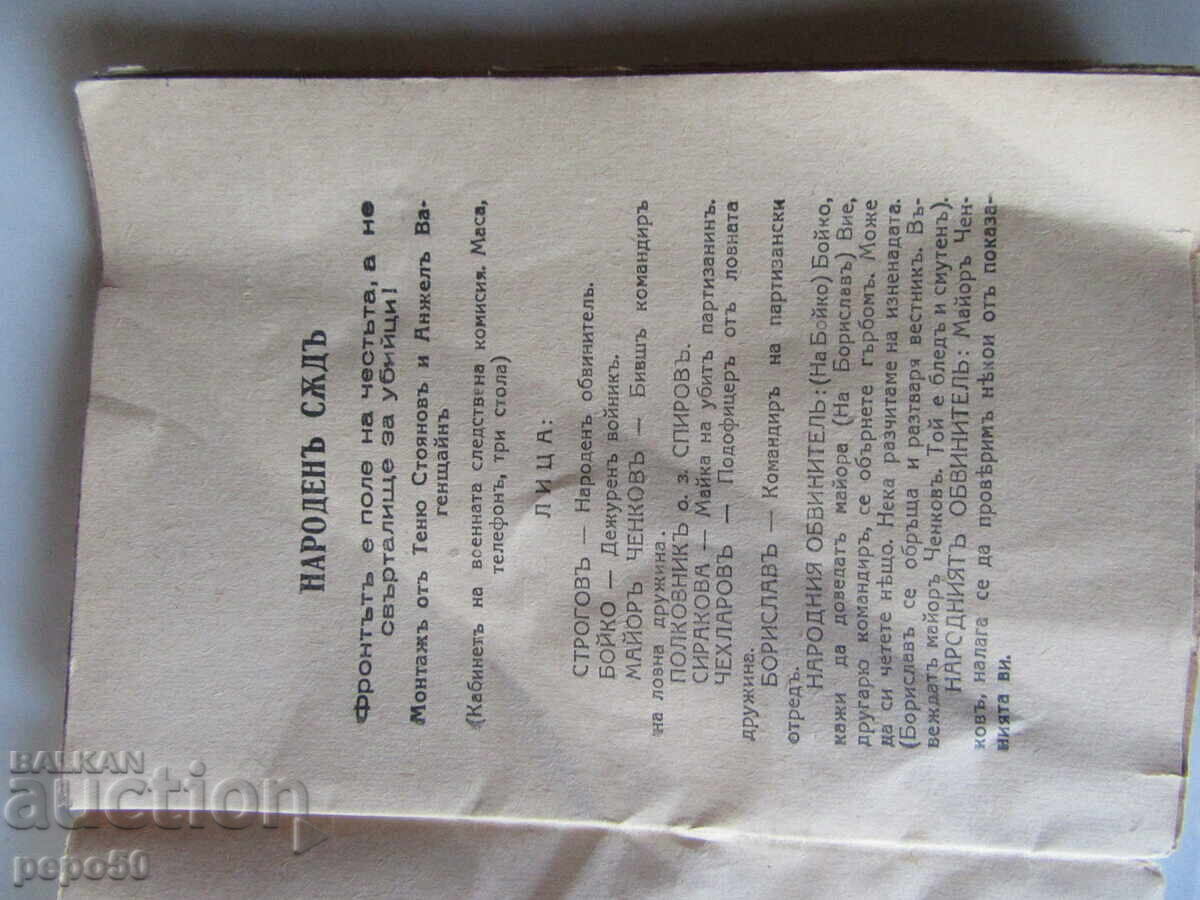 НАРОДЕНЪ СѪДЪ
Фронтътъ е поле на честьта, а не
свърталище за убийци!
Монтажъ отъ Теню Стояновъ и Анжелъ Ва-
генщайнъ
(Кабинетъ на военната следствена комисия. Маса,
телефонъ, три стола)
ЛИЦА:
СТРОГОВЪ — Народенъ обвинитель.
БОЙКО — Дежуренъ войникъ.
МАЙОРЪ ЧЕНКОВЪ — Бившъ командиръ
на ловна дружина.
ПОЛКОВНИКЪ о. з. СПИРОВЪ.
СИРАКОВА — Майка на убитъ партизанинъ.
ЧЕХЛАРОВЪ — Подофицеръ отъ ловната
дружина.
БОРИСЛАВЪ — Командиръ на партизански
отредъ.
НАРОДНИЯ ОБВИНИТЕЛЬ: (На Бойко) Бойко,
кажи да доведатъ майора (На Бориславъ) Вие,
другарю командиръ, се обърнете гърбомъ. Може
да си четете нѣщо. Нека разчитаме на изненадата.
(Бориславъ се обръща и разтваря вестникъ. Въ-
веждатъ майоръ Ченковъ. Той е бледъ и смутенъ).
НАРСДНИЯТЪ ОБВИНИТЕЛЬ: Майоръ Чен-
ковъ, налага се да провѣримъ нѣкои отъ показа-
нията ви.
BALKAN
auction
pepo50